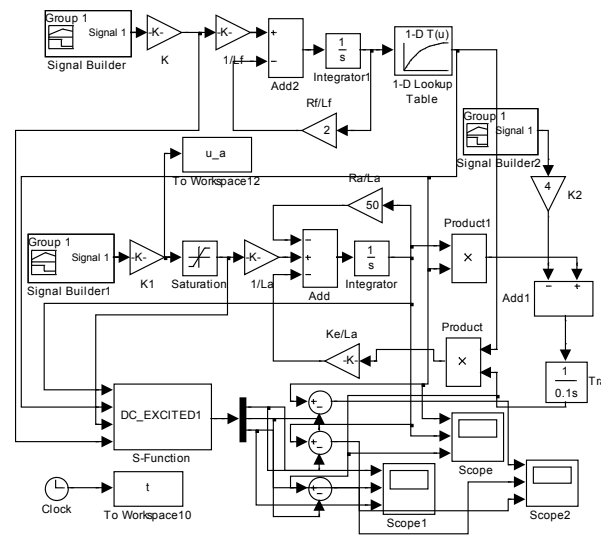 Group 1
Signal 1
Signal Builder
-K-
K
-K-
1/Lf
+
−
Add2
1
s
Integrator1
1-D T(u)
1-D Lookup
Table
Rf/Lf
2
Group 1
Signal 1
Signal Builder2
4
K2
u_a
To Workspace12
Ra/La
50
Group 1
Signal 1
Signal Builder1
-K-
K1
Saturation
-K-
1/La
−
+
−
Add
1
s
Integrator
Product1
×
−
+
Add1
Ke/La
-K-
Product
×
1
0.1s
Tra
DC_EXCITED1
S-Function
+
−
+
−
+
−
Scope
Scope1
Scope2
Clock
t
To Workspace10